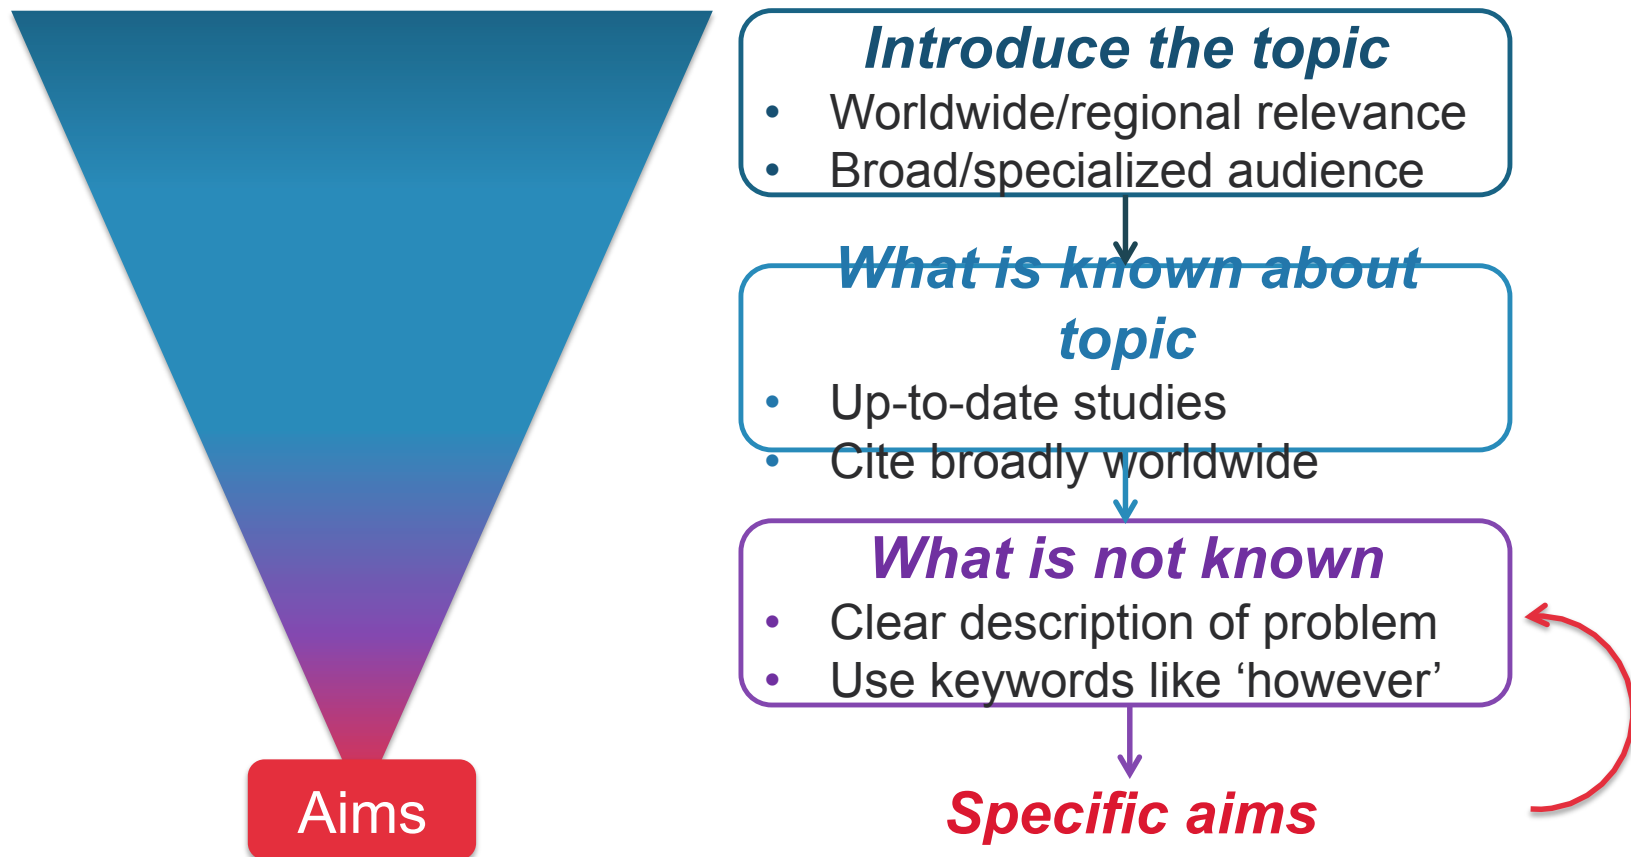 Introduce the topic
• Worldwide/regional relevance
• Broad/specialized audience
What is known about
topic
• Up-to-date studies
• Cite broadly worldwide
What is not known
• Clear description of problem
• Use keywords like ‘however’
Aims
Specific aims